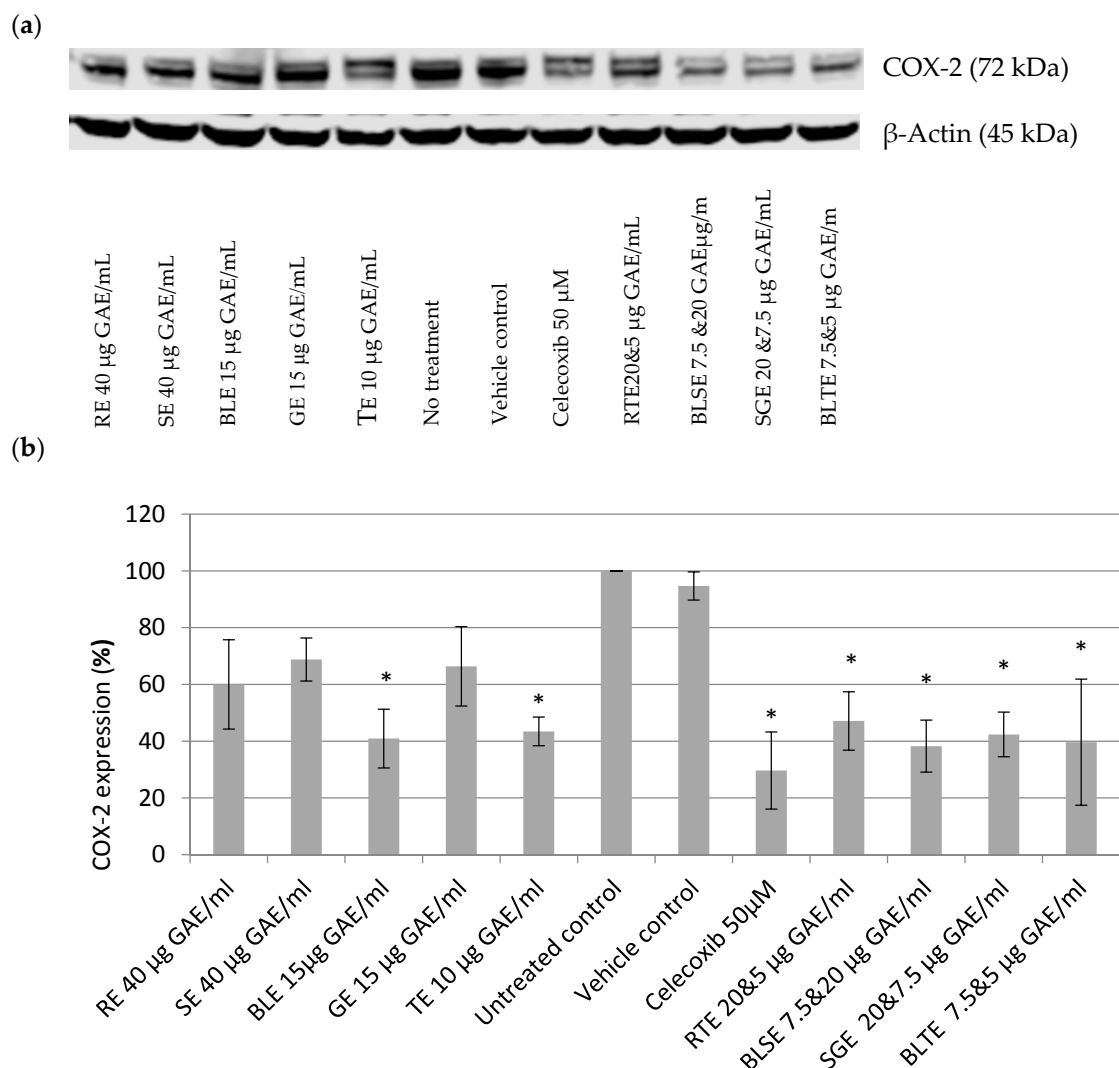 (a)
COX-2 (72 kDa)
β-Actin (45 kDa)
RE 40 µg GAE/mL
SE 40 µg GAE/mL
BLE 15 µg GAE/mL
GE 15 µg GAE/mL
TE 10 µg GAE/mL
No treatment
Vehicle control
Celecoxib 50 µM
RTE20&5 µg GAE/mL
BLSE 7.5 &20 GAEµg/m
SGE 20 &7.5 µg GAE/mL
BLTE 7.5&5 µg GAE/m
(b)
COX-2 expression (%)
120
100
80
60
40
20
0
*
*
*
*
*
*
*
RE 40 µg GAE/ml
SE 40 µg GAE/ml
BLE 15µg GAE/ml
GE 15 µg GAE/ml
TE 10 µg GAE/ml
Untreated control
Vehicle control
Celecoxib 50µM
RTE 20&5 µg GAE/ml
BLSE 7.5&20 µg GAE/ml
SGE 20&7.5 µg GAE/ml
BLTE 7.5&5 µg GAE/ml